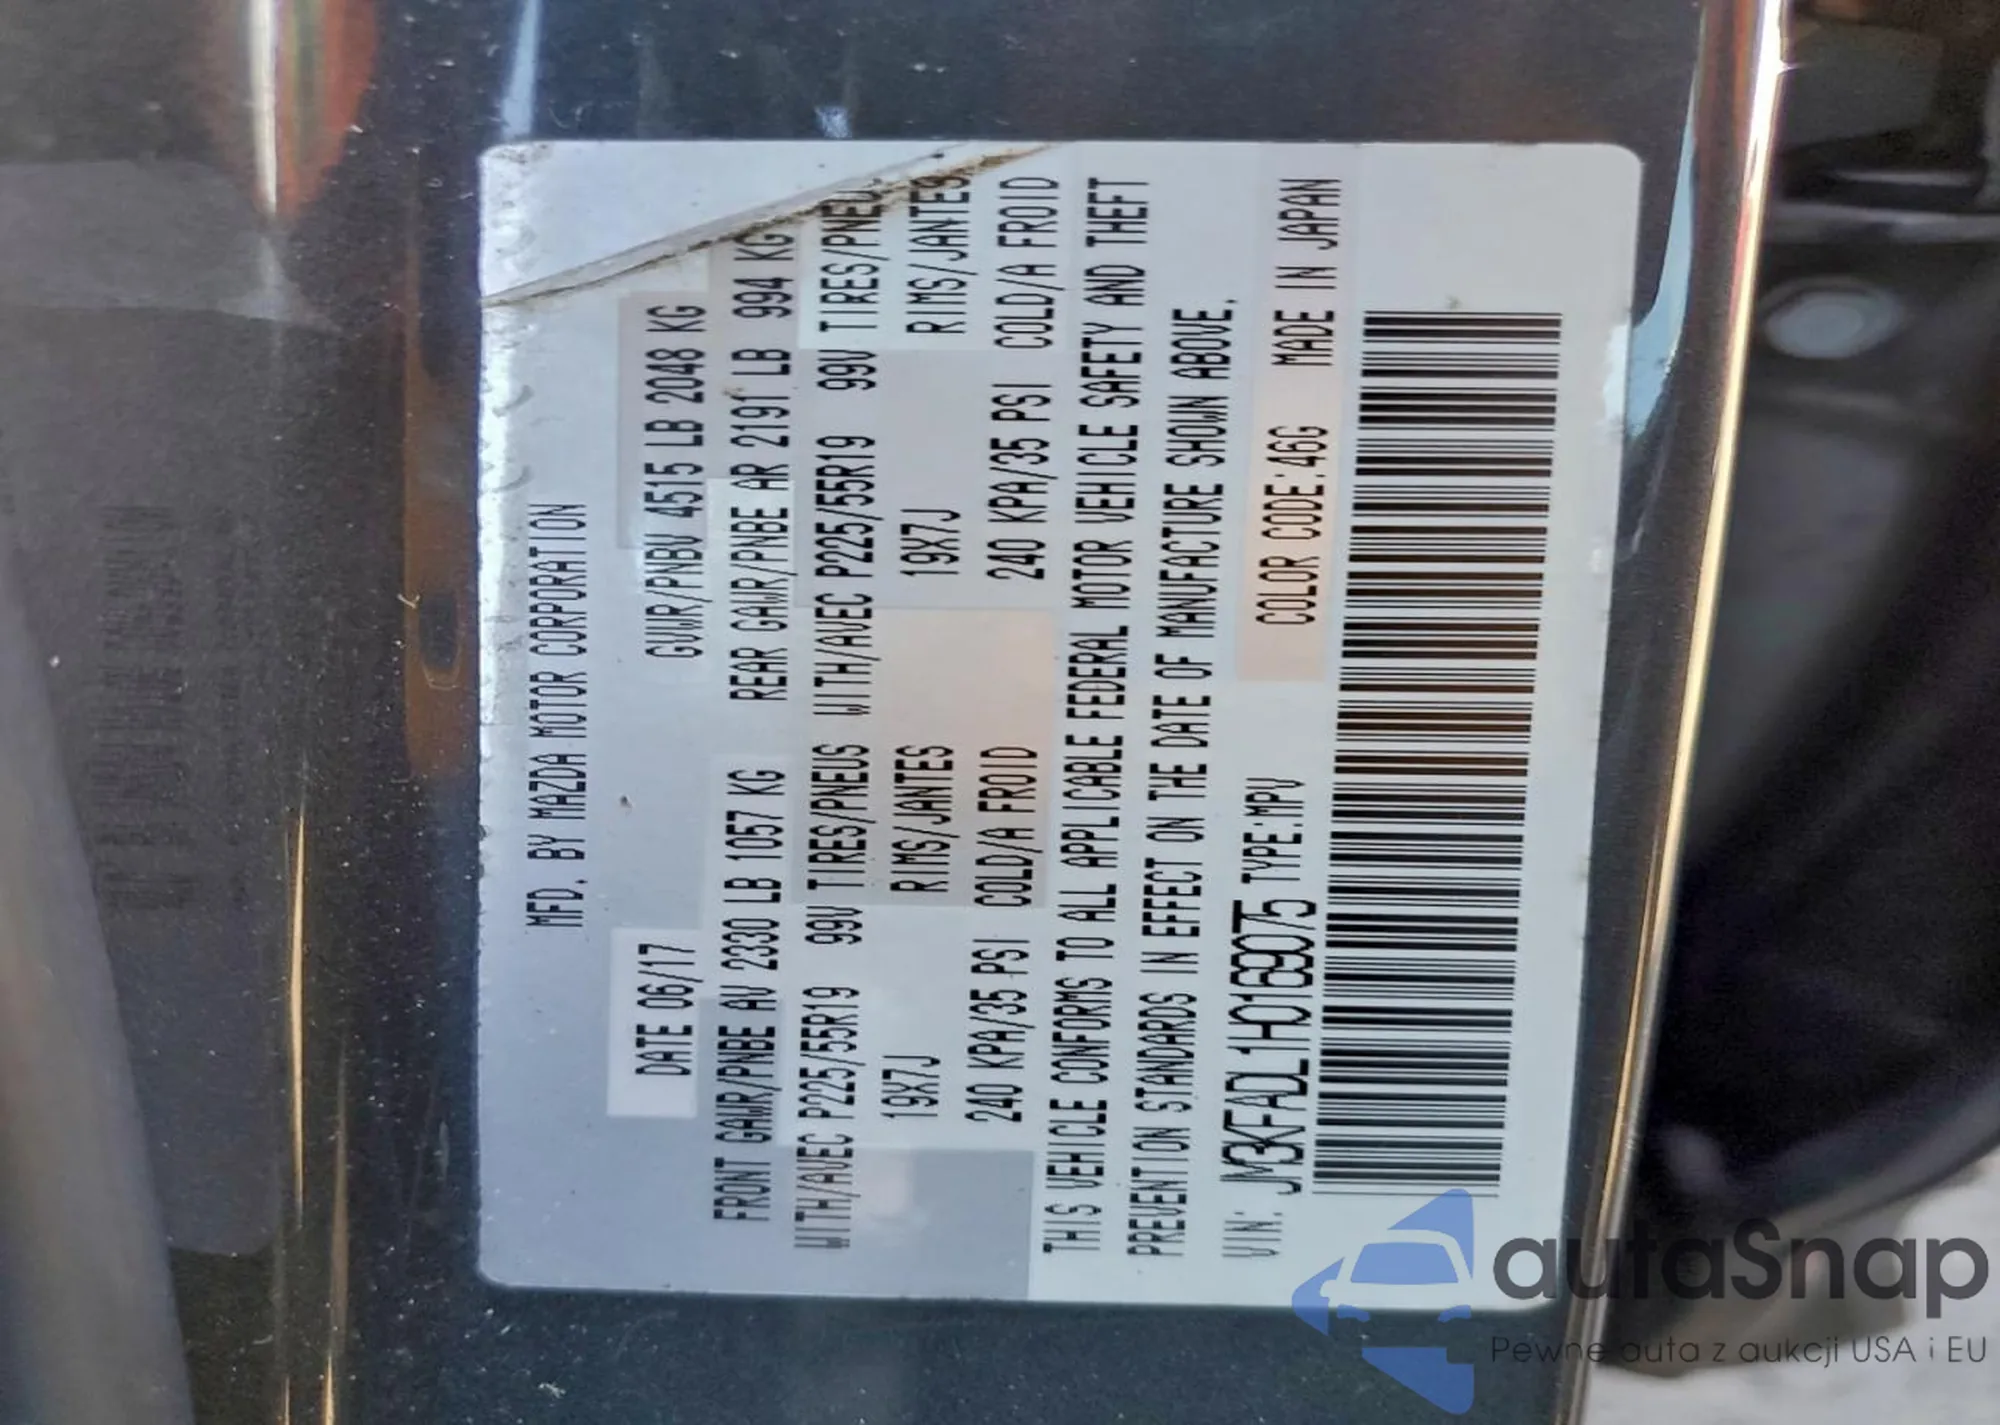 MFD. BY MAZDA MOTOR CORPORATION
DATE 06/17 GVWR/PNBV 4515 LB 2048 KG
FRONT GAWR/PNBE AV 2330 LB 1057 KG REAR GAWR/PNBE AR 2191 LB 994 KG
WITH/AVEC P225/55R19 99V TIRES/PNEUS WITH/AVEC P225/55R19 99V TIRES/PNEU
19X7J RIMS/JANTES 19X7J RIMS/JANTES
240 KPA/35 PSI COLD/A FROID 240 KPA/35 PSI COLD/A FROID
THIS VEHICLE CONFORMS TO ALL APPLICABLE FEDERAL MOTOR VEHICLE SAFETY AND THEFT
PREVENTION STANDARDS IN EFFECT ON THE DATE OF MANUFACTURE SHOWN ABOVE.
VIN: JM3KFADL1H0169075 TYPE:MPV COLOR CODE:46G MADE IN JAPAN
autaSnap
Pewne auta z aukcji USA i EU